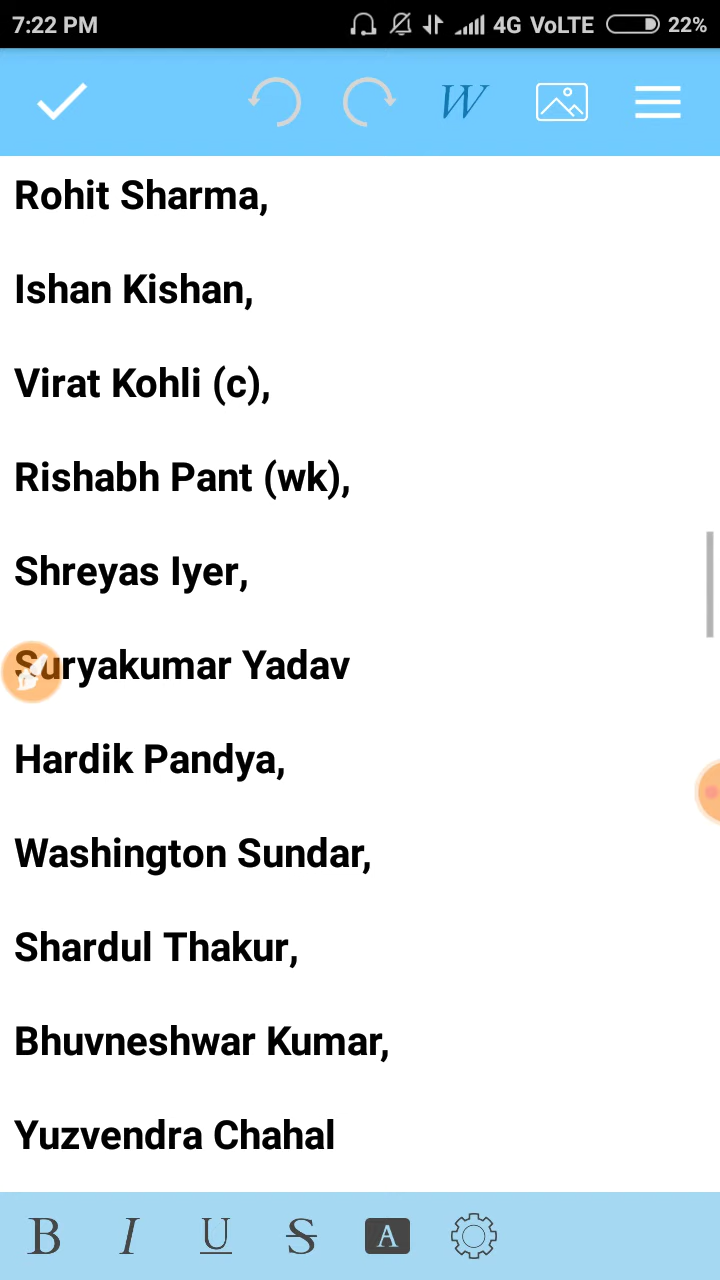 7:22 PM 4G VoLTE 22%
W
Rohit Sharma,
Ishan Kishan,
Virat Kohli (c),
Rishabh Pant (wk),
Shreyas Iyer,
Suryakumar Yadav
Hardik Pandya,
Washington Sundar,
Shardul Thakur,
Bhuvneshwar Kumar,
Yuzvendra Chahal
B I U S A